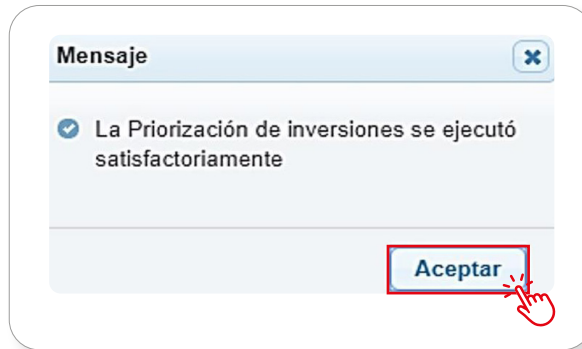 Mensaje
La Priorización de inversiones se ejecutó
satisfactoriamente
Aceptar